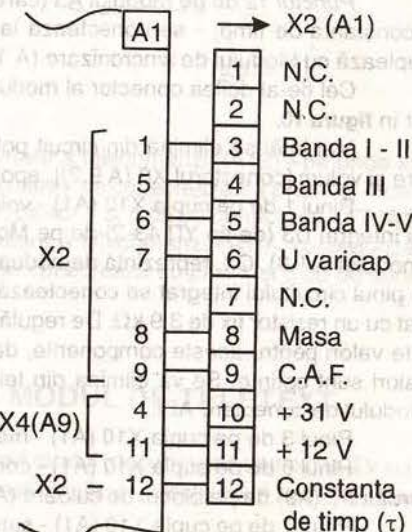 A1 X2 (A1)
1 N.C.
2 N.C.
1 3 Banda I - II
5 4 Banda III
6 5 Banda IV-V
X2 7 6 U varicap
7 N.C.
8 8 Masa
9 9 C.A.F.
X4(A9) 4 10 + 31 V
11 11 + 12 V
X2 - 12 12 Constanta
de timp (τ)